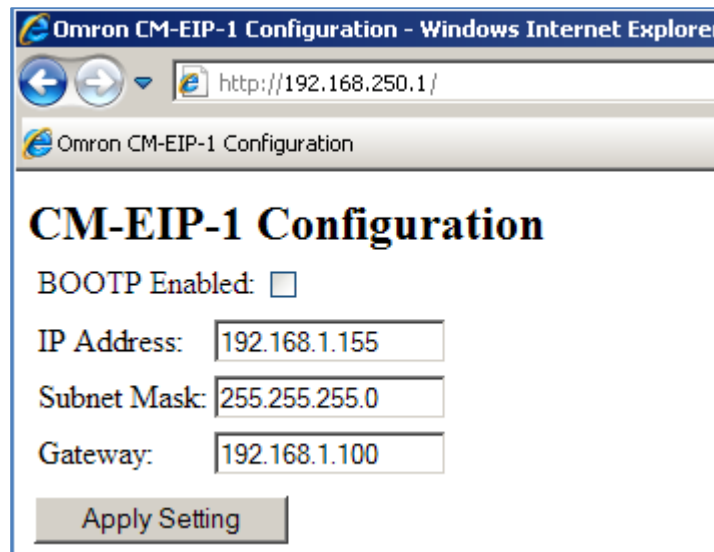 Omron CM-EIP-1 Configuration - Windows Internet Explorer
http://192.168.250.1/
Omron CM-EIP-1 Configuration
CM-EIP-1 Configuration
BOOTP Enabled:
IP Address: 192.168.1.155
Subnet Mask: 255.255.255.0
Gateway: 192.168.1.100
Apply Setting